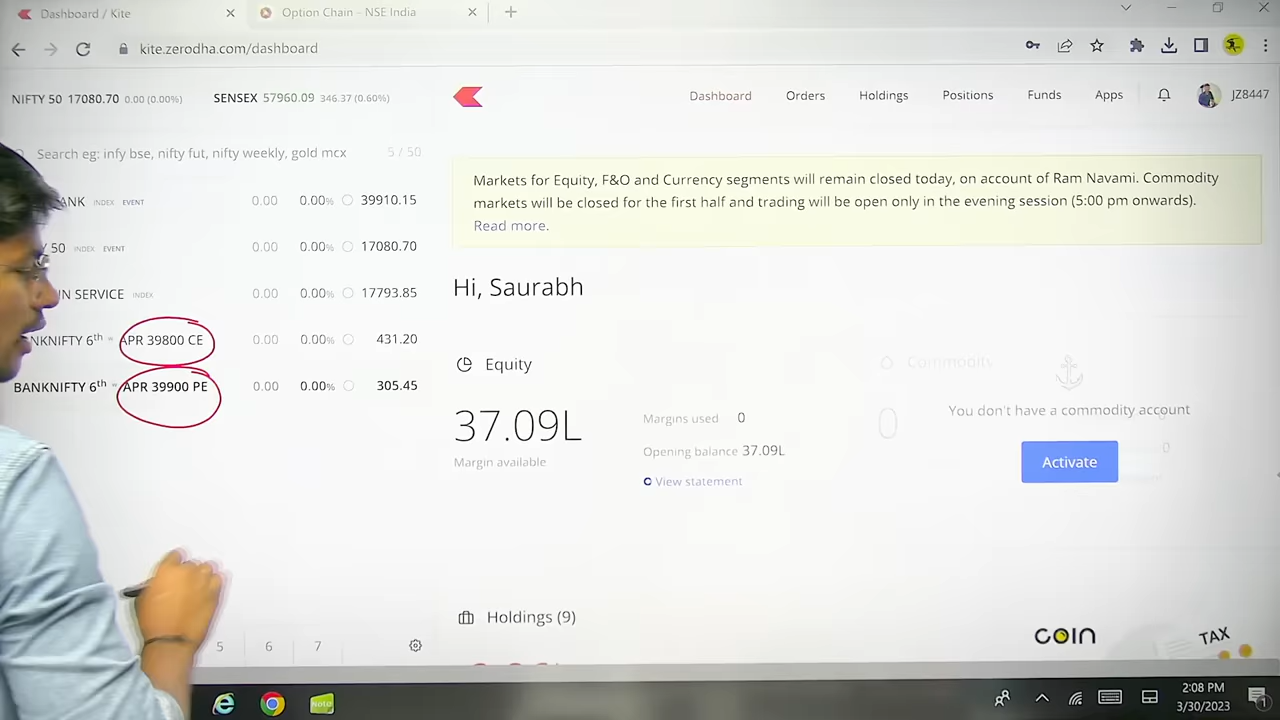 Dashboard / Kite
Option Chain - NSE India
kite.zerodha.com/dashboard
NIFTY 50 17080.70 0.00 (0.00%) SENSEX 57960.09 346.37 (0.60%)
Dashboard Orders Holdings Positions Funds Apps JZ8447
Search eg: infy bse, nifty fut, nifty weekly, gold mcx 5 / 50
ANK INDEX EVENT 0.00 0.00% 39910.15
50 INDEX EVENT 0.00 0.00% 17080.70
N SERVICE INDEX 0.00 0.00% 17793.85
NKNIFTY 6th APR 39800 CE 0.00 0.00% 431.20
BANKNIFTY 6th APR 39900 PE 0.00 0.00% 305.45
5 6 7
Markets for Equity, F&O and Currency segments will remain closed today, on account of Ram Navami. Commodity
markets will be closed for the first half and trading will be open only in the evening session (5:00 pm onwards).
Read more.
Hi, Saurabh
Equity
37.09L
Margin available
Margins used 0
Opening balance 37.09L
View statement
Commodity
0
0
You don't have a commodity account
Activate
Holdings (9)
COIN
TAX
Note
2:08 PM
3/30/2023
1